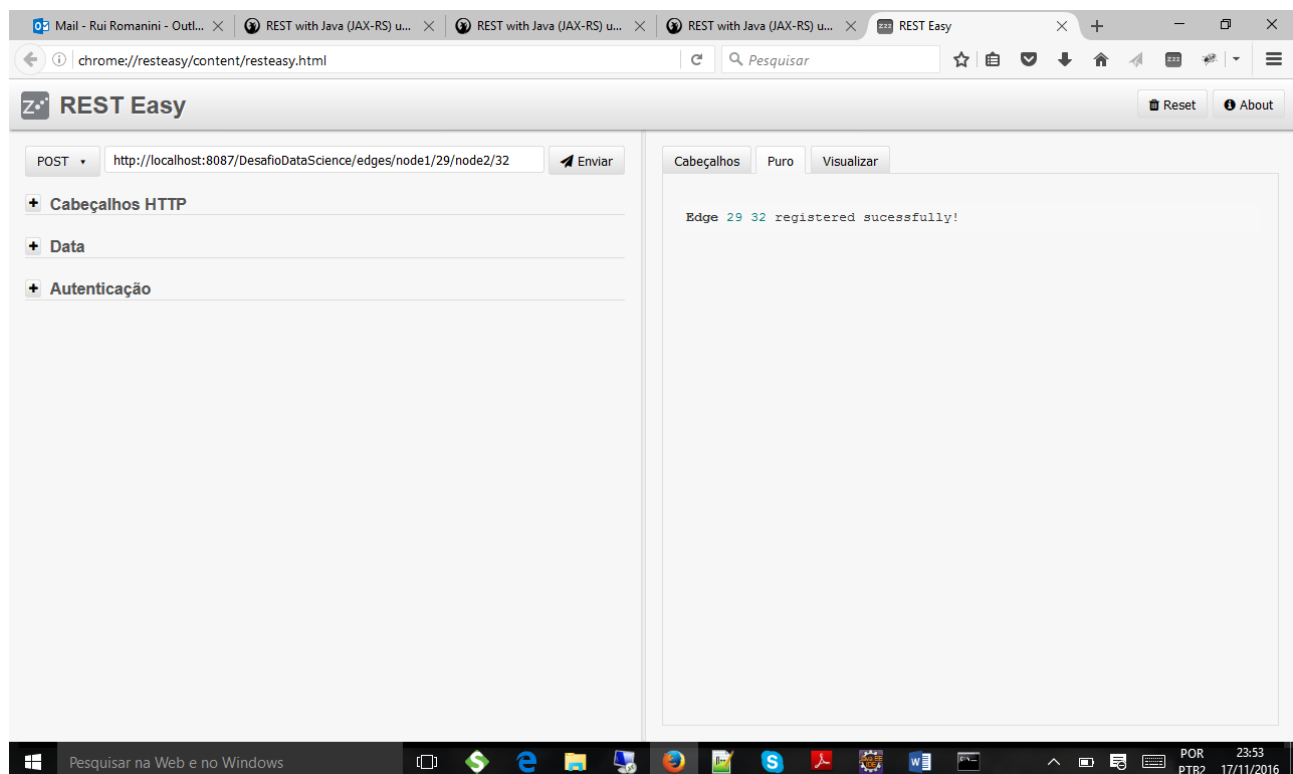 Mail - Rui Romanini - Outl...
REST with Java (JAX-RS) u...
REST with Java (JAX-RS) u...
REST with Java (JAX-RS) u...
REST Easy
chrome://resteasy/content/resteasy.html
Pesquisar
REST Easy
Reset
About
POST
http://localhost:8087/DesafioDataScience/edges/node1/29/node2/32
Enviar
Cabeçalhos HTTP
Data
Autenticação
Cabeçalhos
Puro
Visualizar
Edge 29 32 registered sucessfully!
Pesquisar na Web e no Windows
POR
PTB2
23:53
17/11/2016